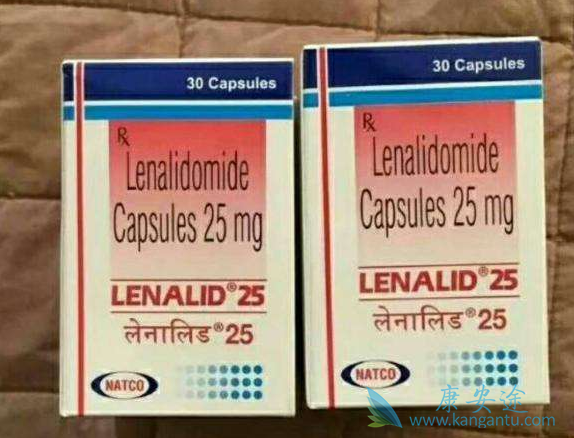 30 Capsules
Rx
Lenalidomide
Capsules 25 mg
LENALID® 25
लेनालिड® 25
NATCO
30 Capsules
Rx
Lenalidomide
Capsules 25 mg
LENALID® 25
लेनालिड® 25
NATCO
康安途
www.kangantu.com